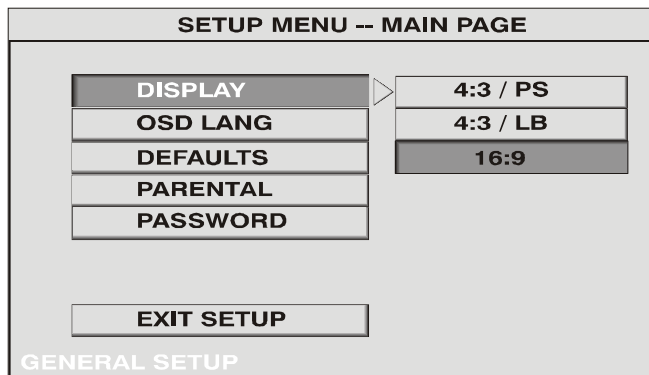 SETUP MENU -- MAIN PAGE
DISPLAY
4:3 / PS
OSD LANG
4:3 / LB
DEFAULTS
16:9
PARENTAL
PASSWORD
EXIT SETUP
GENERAL SETUP